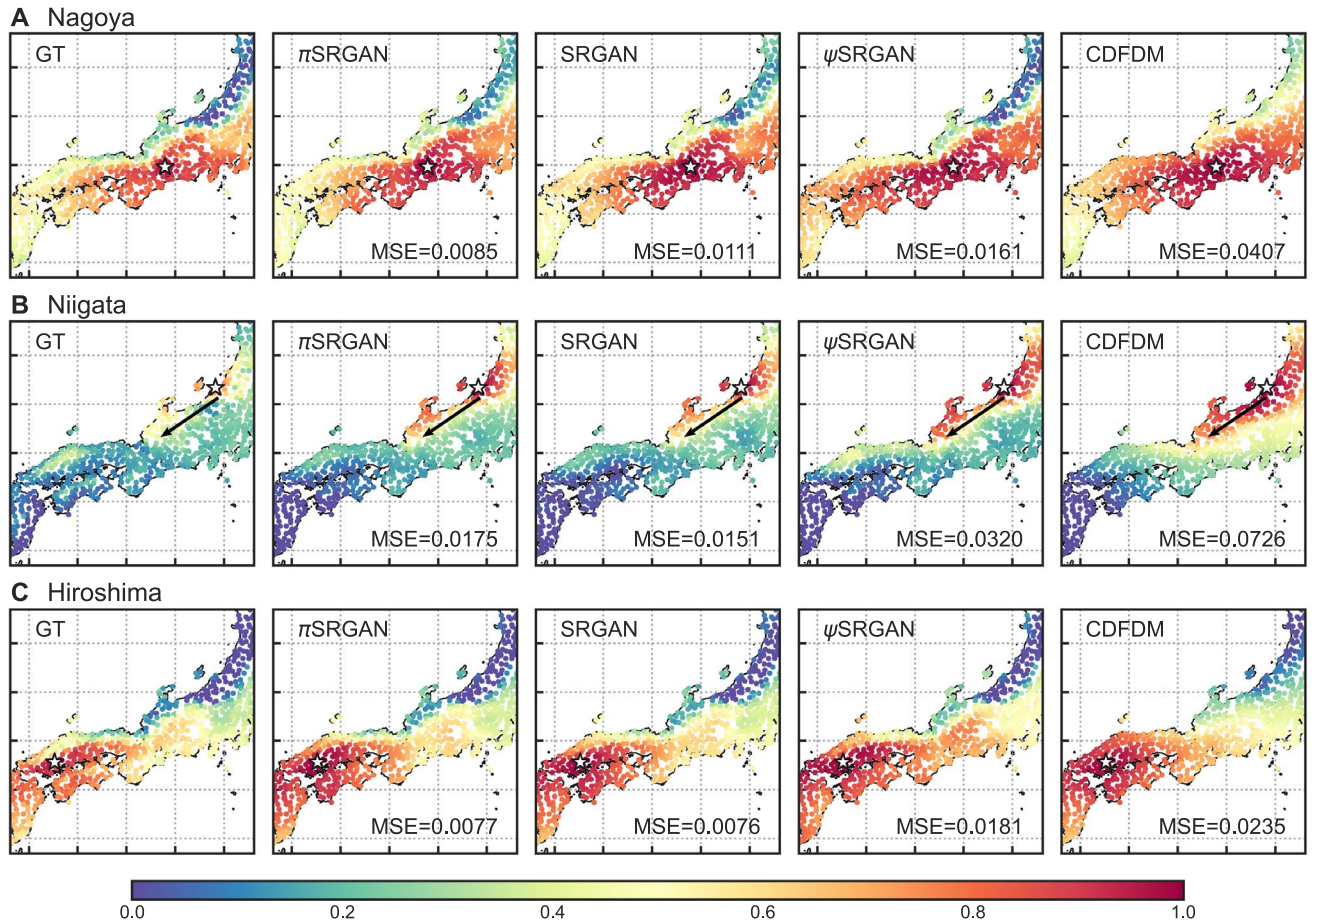 A Nagoya
GT
πSRGAN
SRGAN
ψSRGAN
CDFDM
MSE=0.0085
MSE=0.0111
MSE=0.0161
MSE=0.0407
B Niigata
GT
πSRGAN
SRGAN
ψSRGAN
CDFDM
MSE=0.0175
MSE=0.0151
MSE=0.0320
MSE=0.0726
C Hiroshima
GT
πSRGAN
SRGAN
ψSRGAN
CDFDM
MSE=0.0077
MSE=0.0076
MSE=0.0181
MSE=0.0235
0.0 0.2 0.4 0.6 0.8 1.0